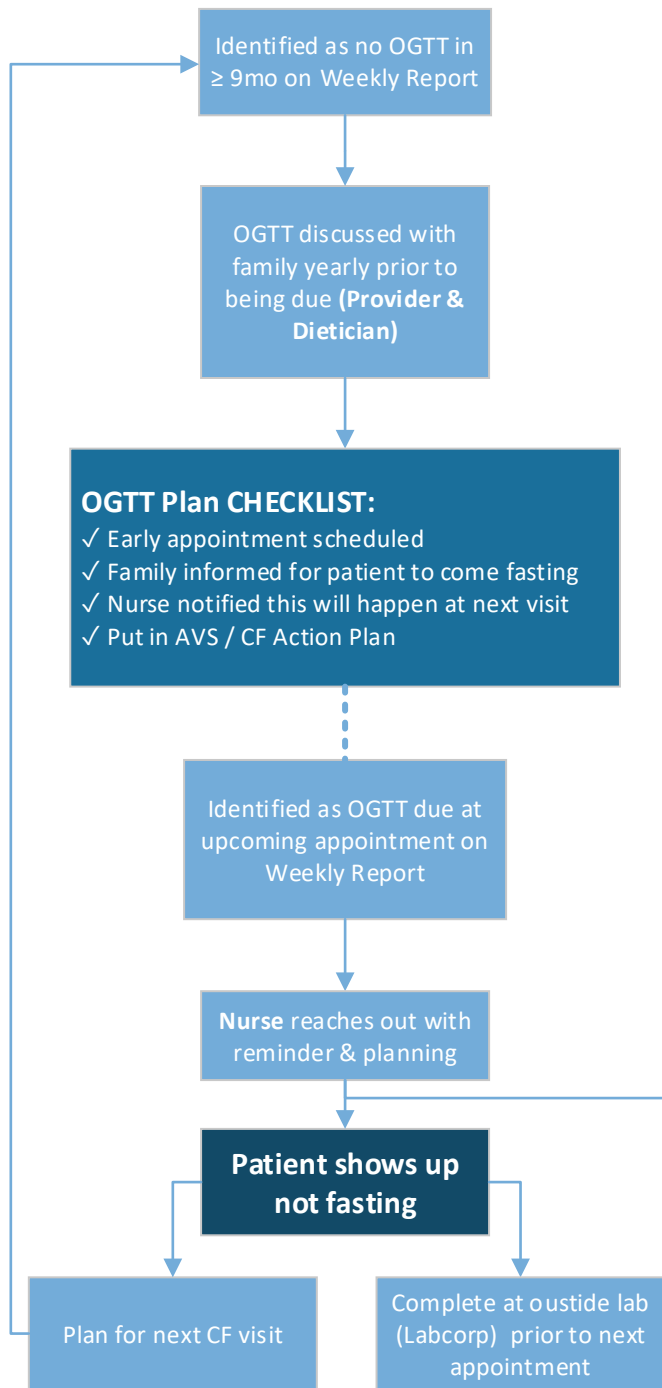 Identified as no OGTT in
≥ 9mo on Weekly Report
OGTT discussed with
family yearly prior to
being due (Provider &
Dietician)
OGTT Plan CHECKLIST:
✓ Early appointment scheduled
✓ Family informed for patient to come fasting
✓ Nurse notified this will happen at next visit
✓ Put in AVS / CF Action Plan
Identified as OGTT due at
upcoming appointment on
Weekly Report
Nurse reaches out with
reminder & planning
Patient shows up
not fasting
Plan for next CF visit
Complete at oustide lab
(Labcorp) prior to next
appointment